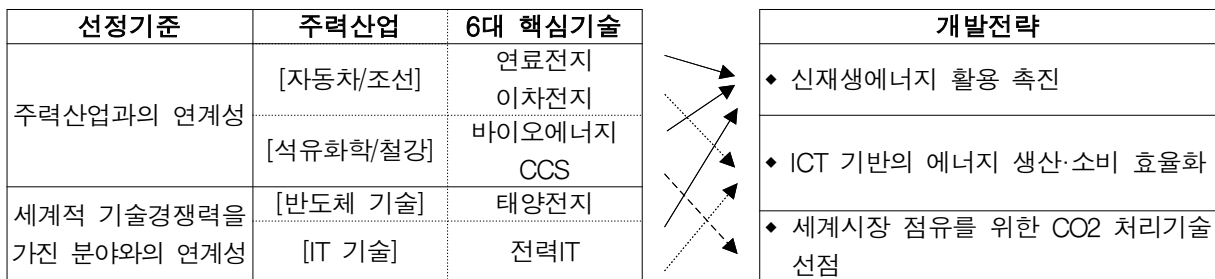 선정기준 주력산업 6대 핵심기술 개발전략
주력산업과의 연계성
[자동차/조선]
연료전지
이차전지
[석유화학/철강]
바이오에너지
CCS
세계적 기술경쟁력을
가진 분야와의 연계성
[반도체 기술] 태양전지
[IT 기술] 전력IT
◆ 신재생에너지 활용 촉진
◆ ICT 기반의 에너지 생산·소비 효율화
◆ 세계시장 점유를 위한 CO2 처리기술
선점